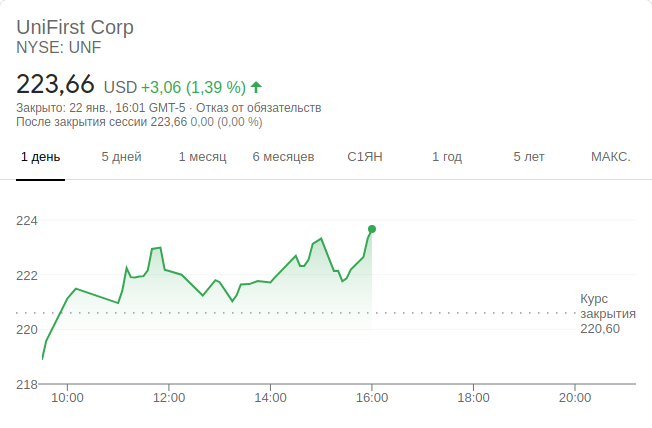 UniFirst Corp
NYSE: UNF
223,66 USD +3,06 (1,39 %)
Закрыто: 22 янв., 16:01 GMT-5 · Отказ от обязательств
После закрытия сессии 223,66 0,00 (0,00 %)
1 день 5 дней 1 месяц 6 месяцев С1ЯН 1 год 5 лет МАКС.
224
222
Курс
закрытия
220,60
220
218
10:00 12:00 14:00 16:00 18:00 20:00